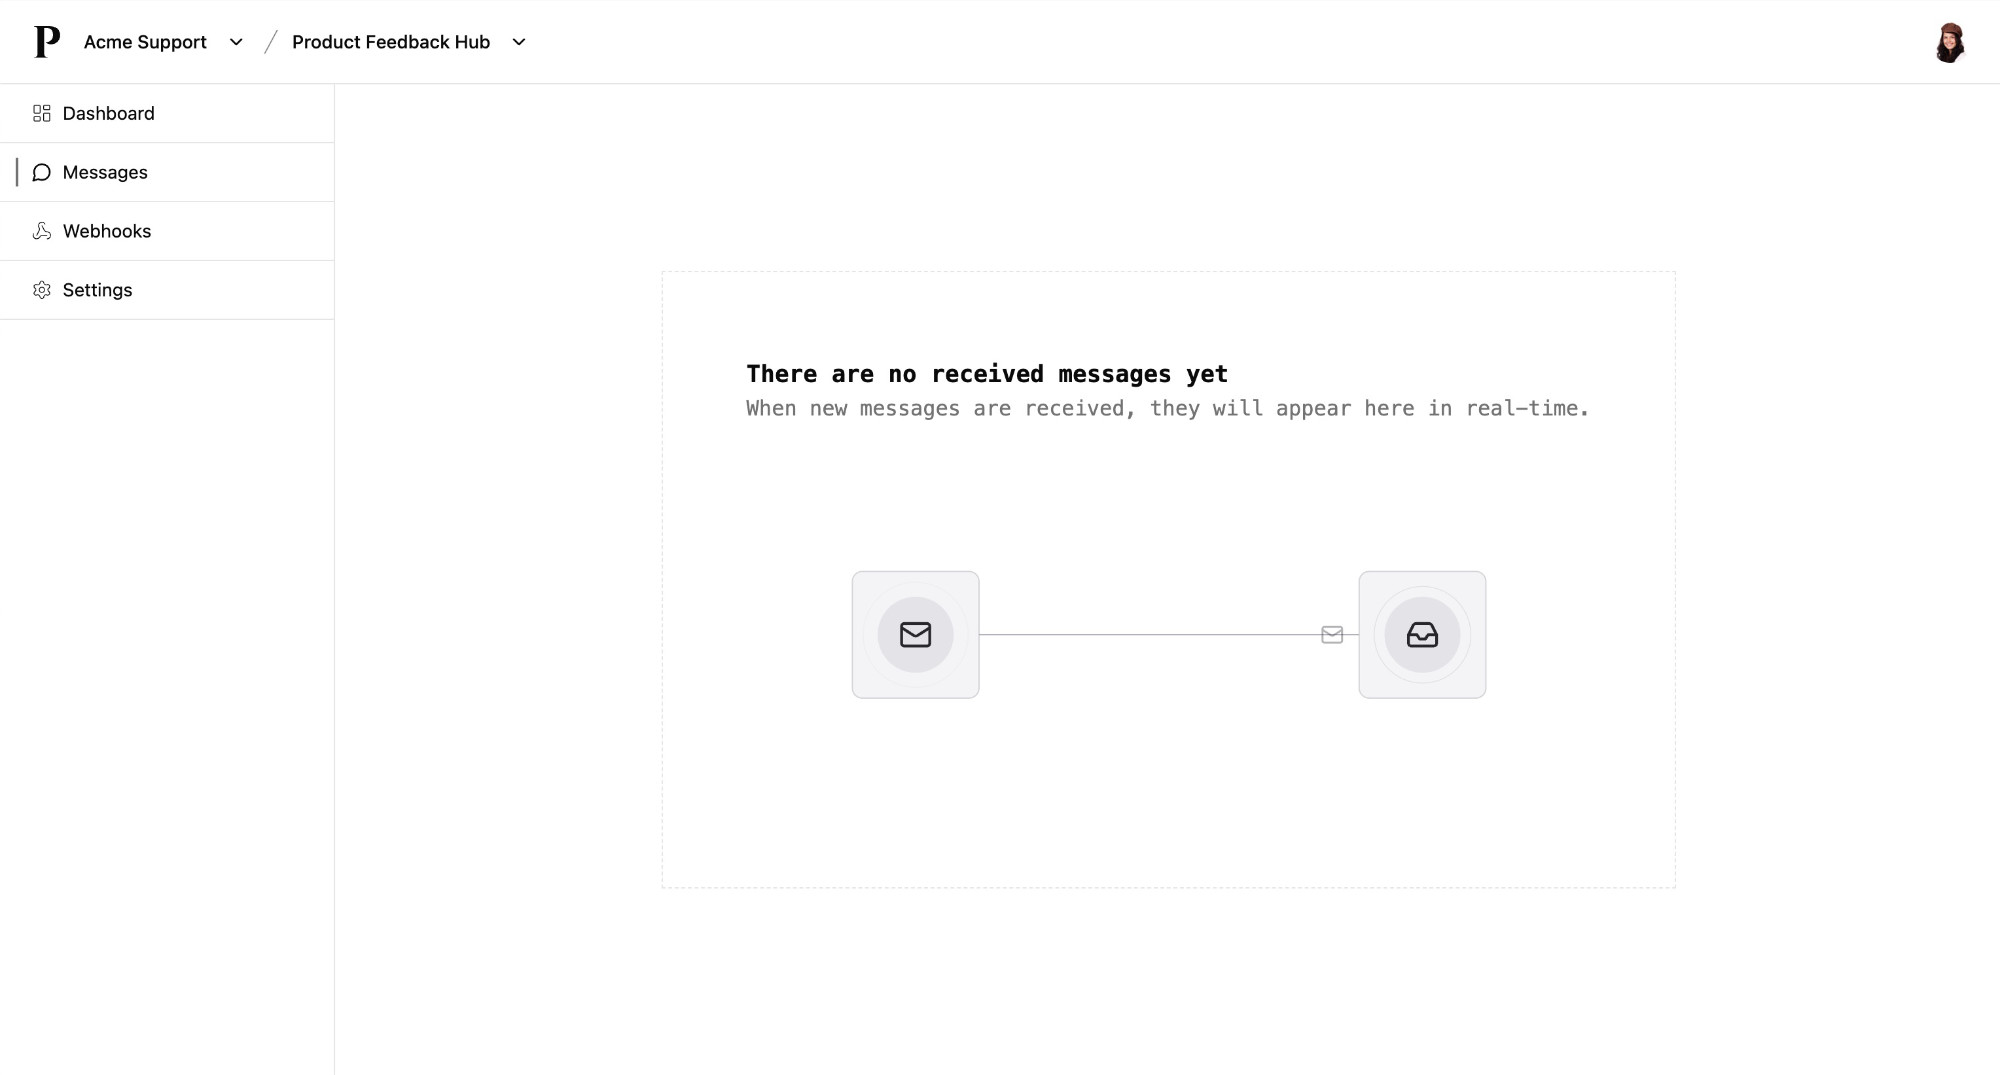 P Acme Support / Product Feedback Hub
Dashboard
Messages
Webhooks
Settings
There are no received messages yet
When new messages are received, they will appear here in real-time.